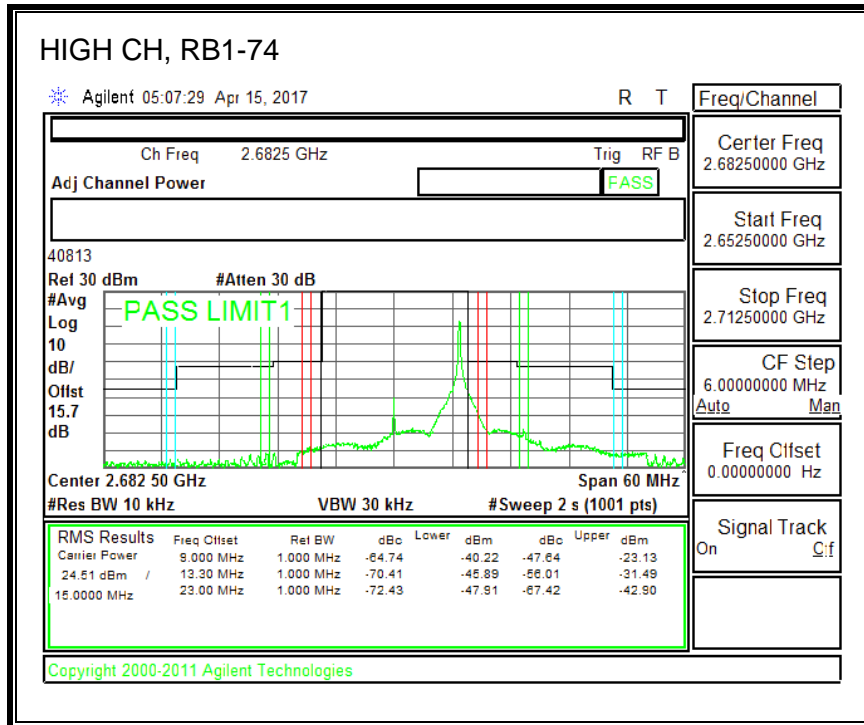 HIGH CH, RB1-74
Agilent 05:07:29 Apr 15, 2017 R T
Freq/Channel
Ch Freq 2.6825 GHz Trig RF B
Adj Channel Power PASS
Center Freq
2.68250000 GHz
Start Freq
2.65250000 GHz
Stop Freq
2.71250000 GHz
CF Step
6.00000000 MHz
Auto Man
Freq Offset
0.00000000 Hz
Signal Track
On Off
40813
Ref 30 dBm #Atten 30 dB
#Avg
Log
10
dB/
Offst
15.7
dB
PASS LIMIT1
Center 2.682 50 GHz Span 60 MHz
#Res BW 10 kHz VBW 30 kHz #Sweep 2 s (1001 pts)
RMS Results Freq Offset Ref BW dBc Lower dBm dBc Upper dBm
Carrier Power 9.000 MHz 1.000 MHz -64.74 -40.22 -47.64 -23.13
24.51 dBm / 13.30 MHz 1.000 MHz -70.41 -45.89 -56.01 -31.49
15.0000 MHz 23.00 MHz 1.000 MHz -72.43 -47.91 -67.42 -42.90
Copyright 2000-2011 Agilent Technologies